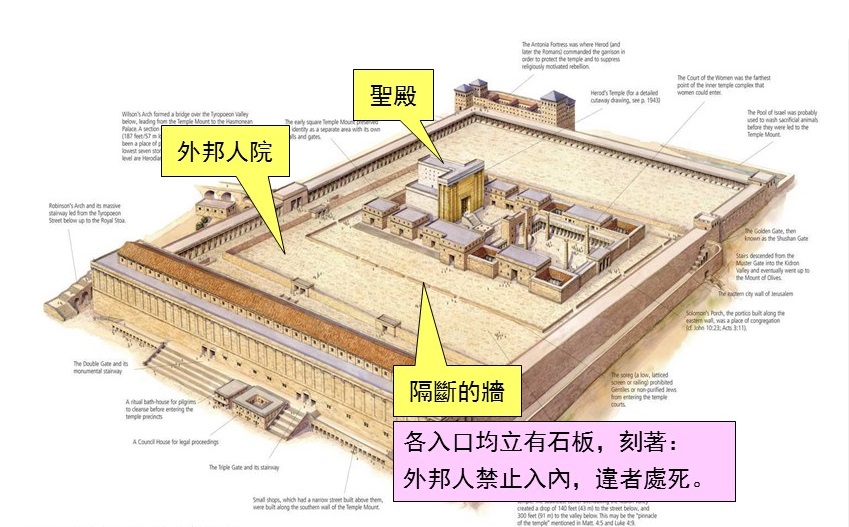 The Antonia Fortress was where Herod (and
later the Romans) commanded the garrison in
order to protect the temple and to suppress
religiously motivated rebellion.
聖殿
Herod's Temple (for a detailed
cutaway drawing, see p. 1943)
The Court of the Women was the farthest
point of the inner temple complex that
women could enter.
The Pool of Israel was probably
used to wash sacrificial animals
before they were led to the
Temple Mount.
Wilson's Arch formed a bridge over the Tyropoeon Valley
below, leading from the Temple Mount to the Hasmonean
Palace. A section
(187 feet/57 m
been a place of p
lowest seven stor
level are Herodia
The early square Temple Mount preserved
identity as a separate area with its own
lls and gates.
外邦人院
Robinson's Arch and its massive
stairway led from the Tyropoeon
Street below up to the Royal Stoa.
The Golden Gate, then
known as the Shushan Gate
Stairs descended from the
Muster Gate into the Kidron
Valley and eventually went up to
the Mount of Olives.
The eastern city wall of Jerusalem
Solomon's Porch, the portico built along the
eastern wall, was a place of congregation
(cf. John 10:23; Acts 3:11).
The Double Gate and its
monumental stairway
A ritual bath-house for pilgrims
to cleanse before entering the
temple precincts
A Council House for legal proceedings
The Triple Gate and its stairway
Small shops, which had a narrow street built above them,
were built along the southern wall of the Temple Mount.
隔斷的牆
The soreg (a low, latticed
screen or railing) prohibited
Gentiles or non-purified Jews
from entering the temple
courts.
各入口均立有石板，刻著：
外邦人禁止入內，違者處死。
created a drop of 140 feet (43 m) to the street below, and
300 feet (91 m) to the valley below. This may be the "pinnacle
of the temple" mentioned in Matt. 4:5 and Luke 4:9.